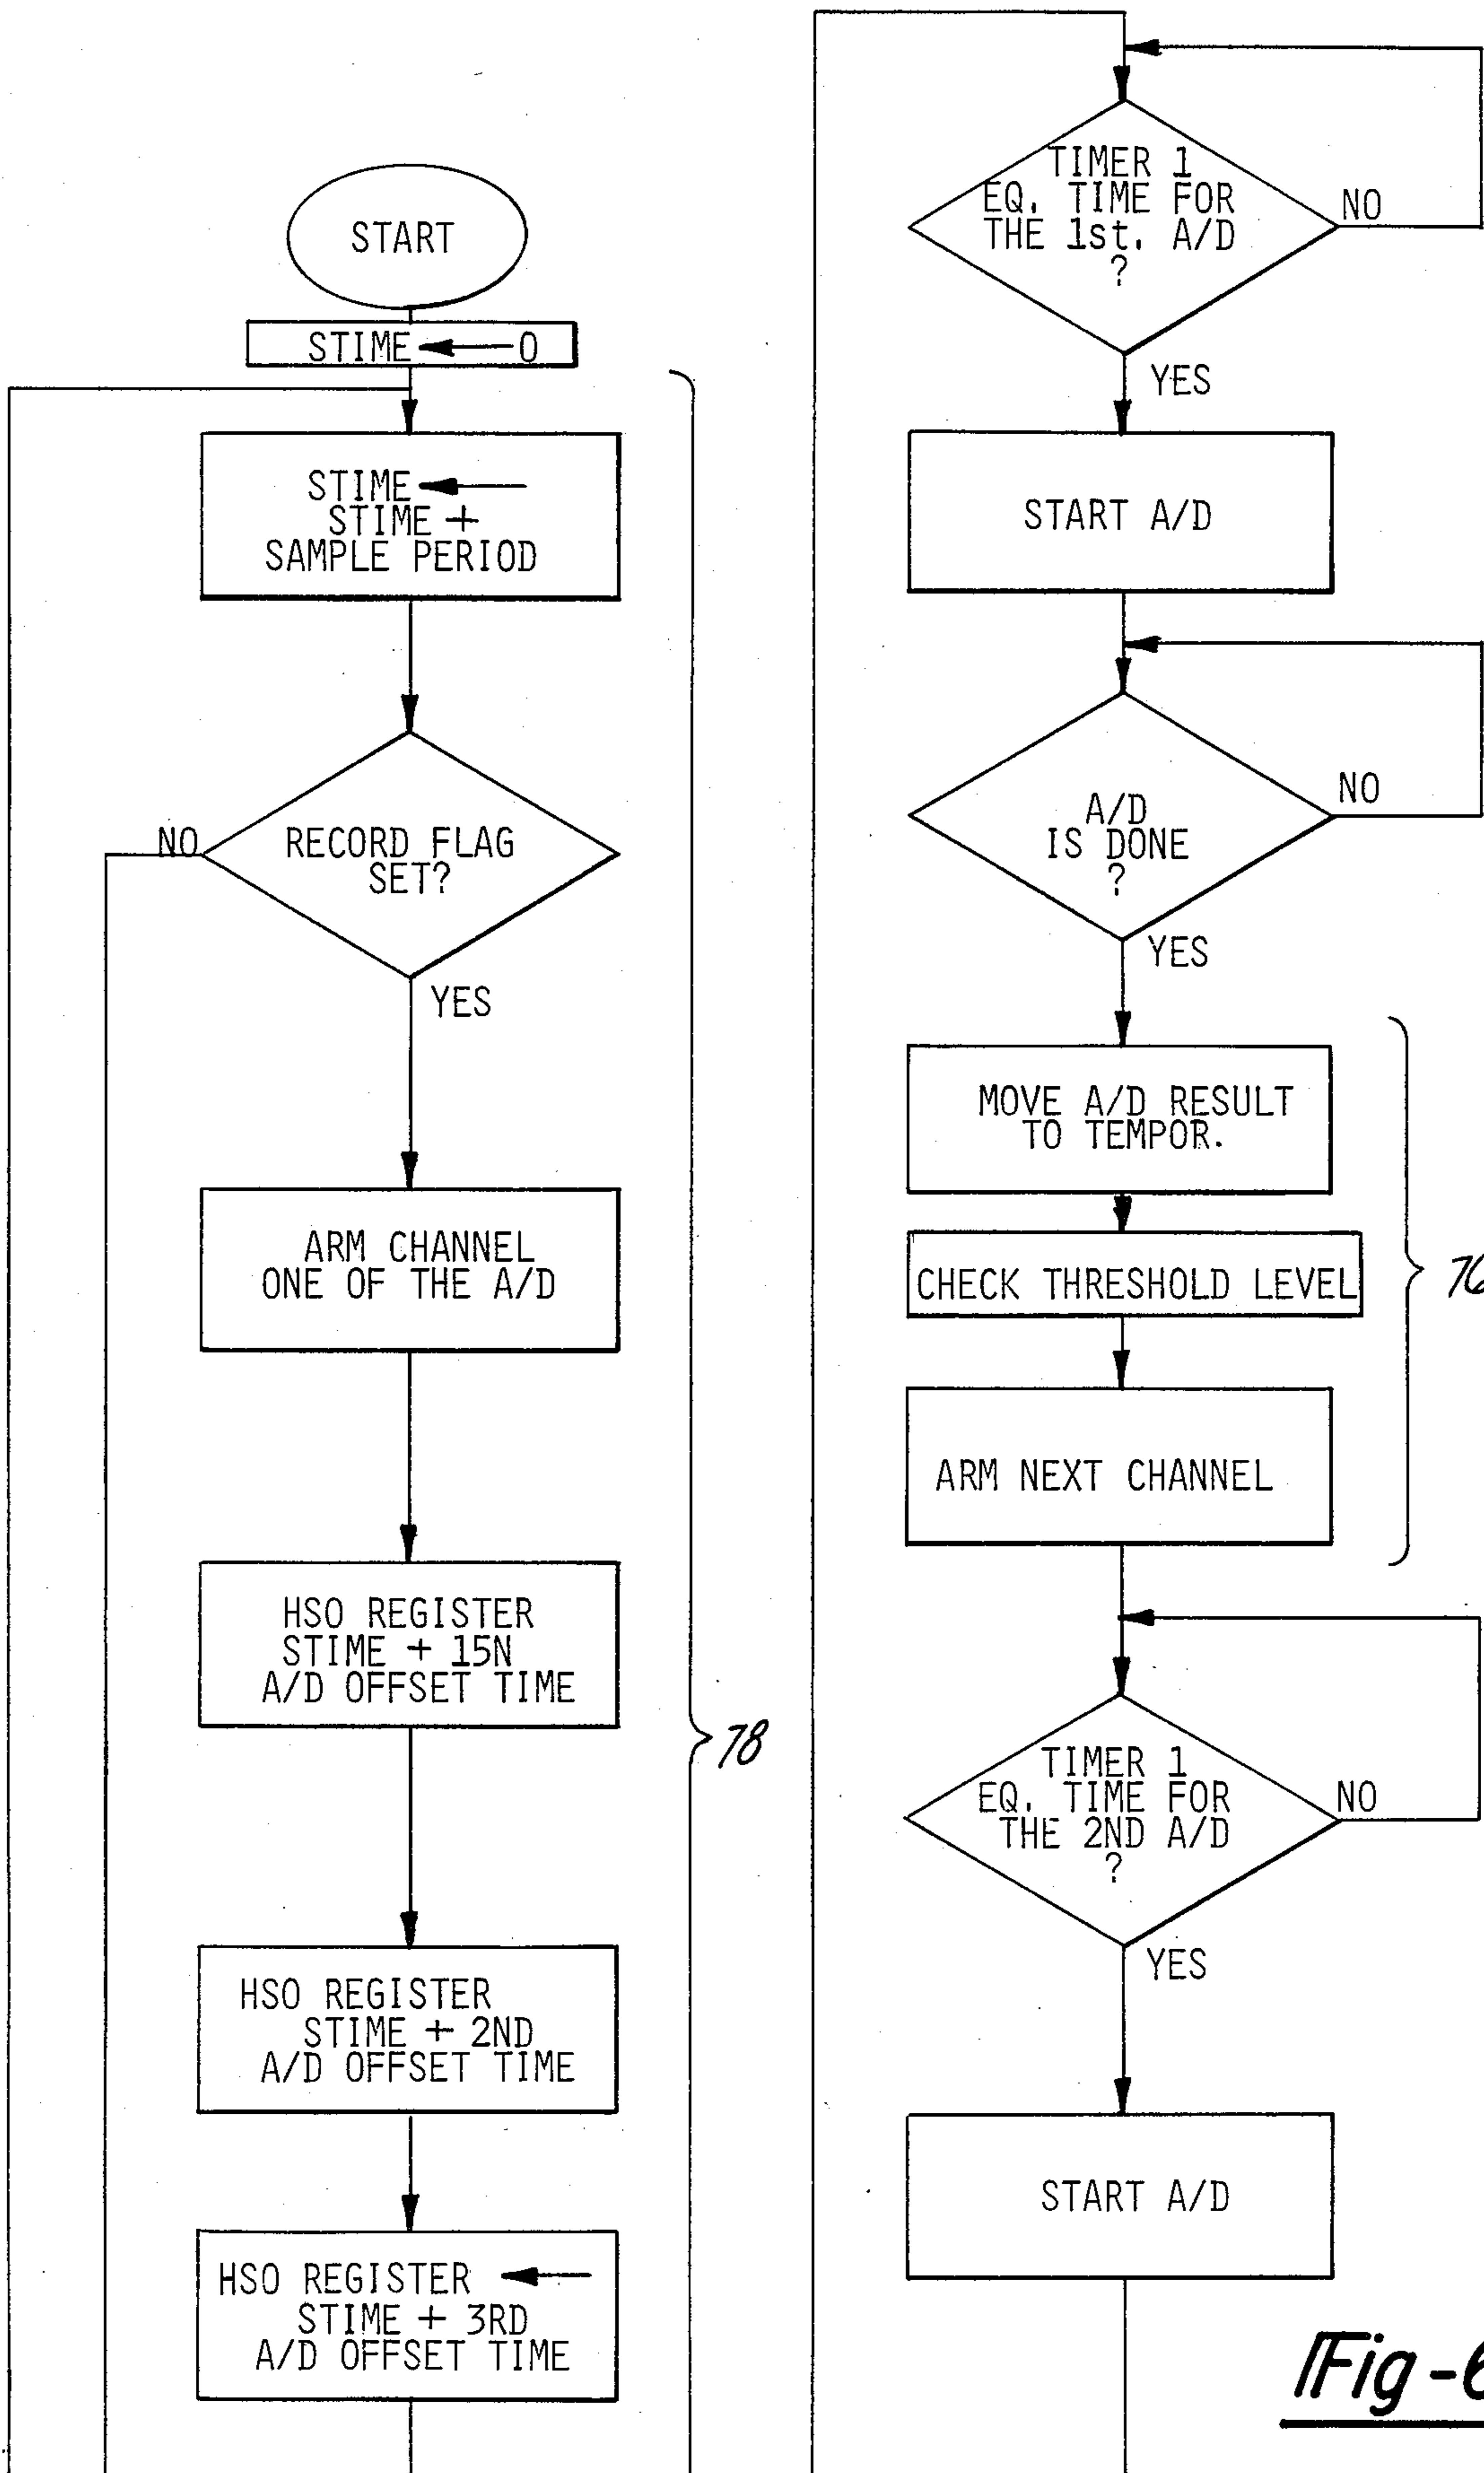 START
STIME ← 0
STIME ←
STIME +
SAMPLE PERIOD
RECORD FLAG
SET?
NO
YES
ARM CHANNEL
ONE OF THE A/D
HSO REGISTER
STIME + 15N
A/D OFFSET TIME
HSO REGISTER
STIME + 2ND
A/D OFFSET TIME
HSO REGISTER ←
STIME + 3RD
A/D OFFSET TIME
78
TIMER 1
EQ. TIME FOR
THE 1st. A/D
?
NO
YES
START A/D
A/D
IS DONE
?
NO
YES
MOVE A/D RESULT
TO TEMPOR.
CHECK THRESHOLD LEVEL
ARM NEXT CHANNEL
TIMER 1
EQ. TIME FOR
THE 2ND A/D
?
NO
YES
START A/D